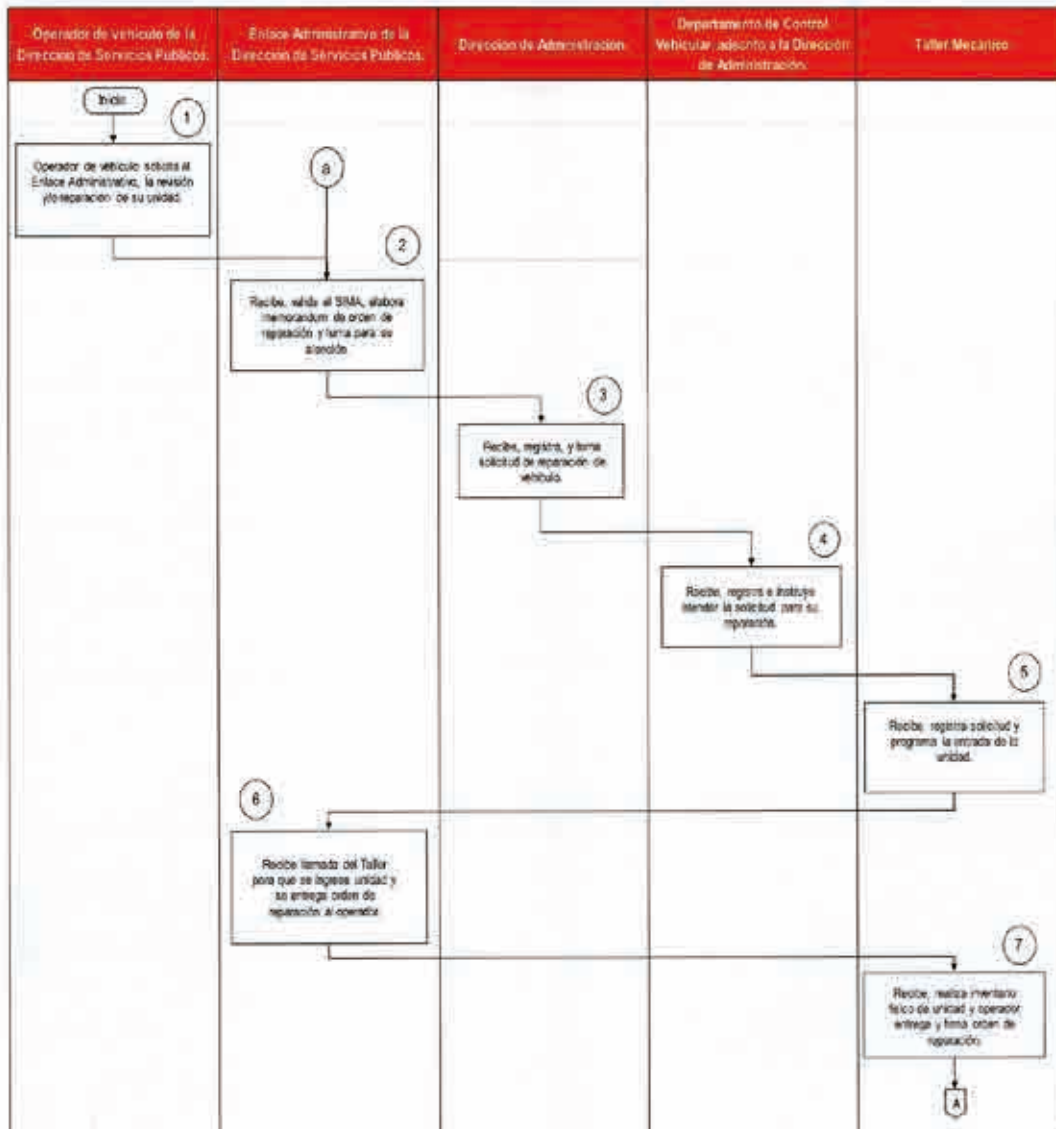 Operador de vehículo de la
Dirección de Servicios Públicos.
Enlace Administrativo de la
Dirección de Servicios Públicos.
Dirección de Administración.
Departamento de Control
Vehicular, adscrito a la Dirección
de Administración.
Taller Mecánico
Inicio
1
Operador de vehículo solicita al
Enlace Administrativo, la revisión
y/o reparación de su unidad.
a
2
Recibe, valida el SIMA, elabora
memorándum de orden de
reparación y turna para su
atención.
3
Recibe, registra, y turna
solicitud de reparación de
vehículo.
4
Recibe, registra e instruye
atender la solicitud para su
reparación.
5
Recibe, registra solicitud y
programa la entrada de la
unidad.
6
Recibe llamada del Taller
para que se ingrese unidad y
se entrega orden de
reparación al operador.
7
Recibe, realiza inventario
físico de unidad y operador
entrega y firma orden de
reparación.
A